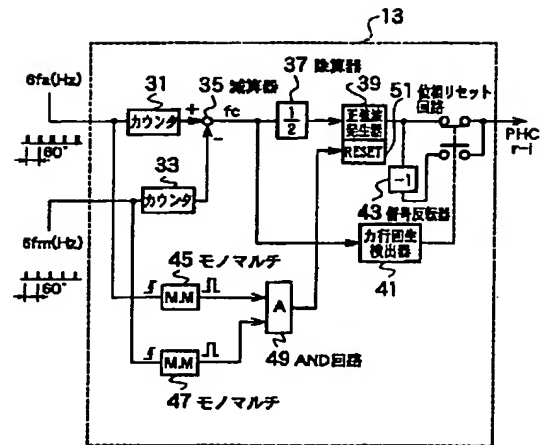 13
6fa(Hz)
60°
31
カウンタ
+
35 減算器
fc
-
37 除算器
1/2
39
正弦波
発生器
RESET
51 位相リセット
回路
PHC
r-i
-1
43 信号反転器
33
カウンタ
6fm(Hz)
60°
力行回生
検出器
41
45 モノマルチ
M.M
A
49 AND回路
M.M
47 モノマルチ